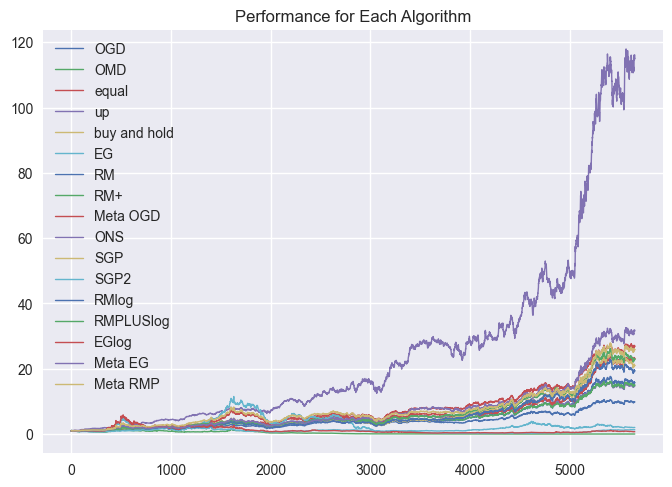 Performance for Each Algorithm
120
100
80
60
40
20
0
OGD
OMD
equal
up
buy and hold
EG
RM
RM+
Meta OGD
ONS
SGP
SGP2
RMlog
RMPLUSlog
EGlog
Meta EG
Meta RMP
0 1000 2000 3000 4000 5000